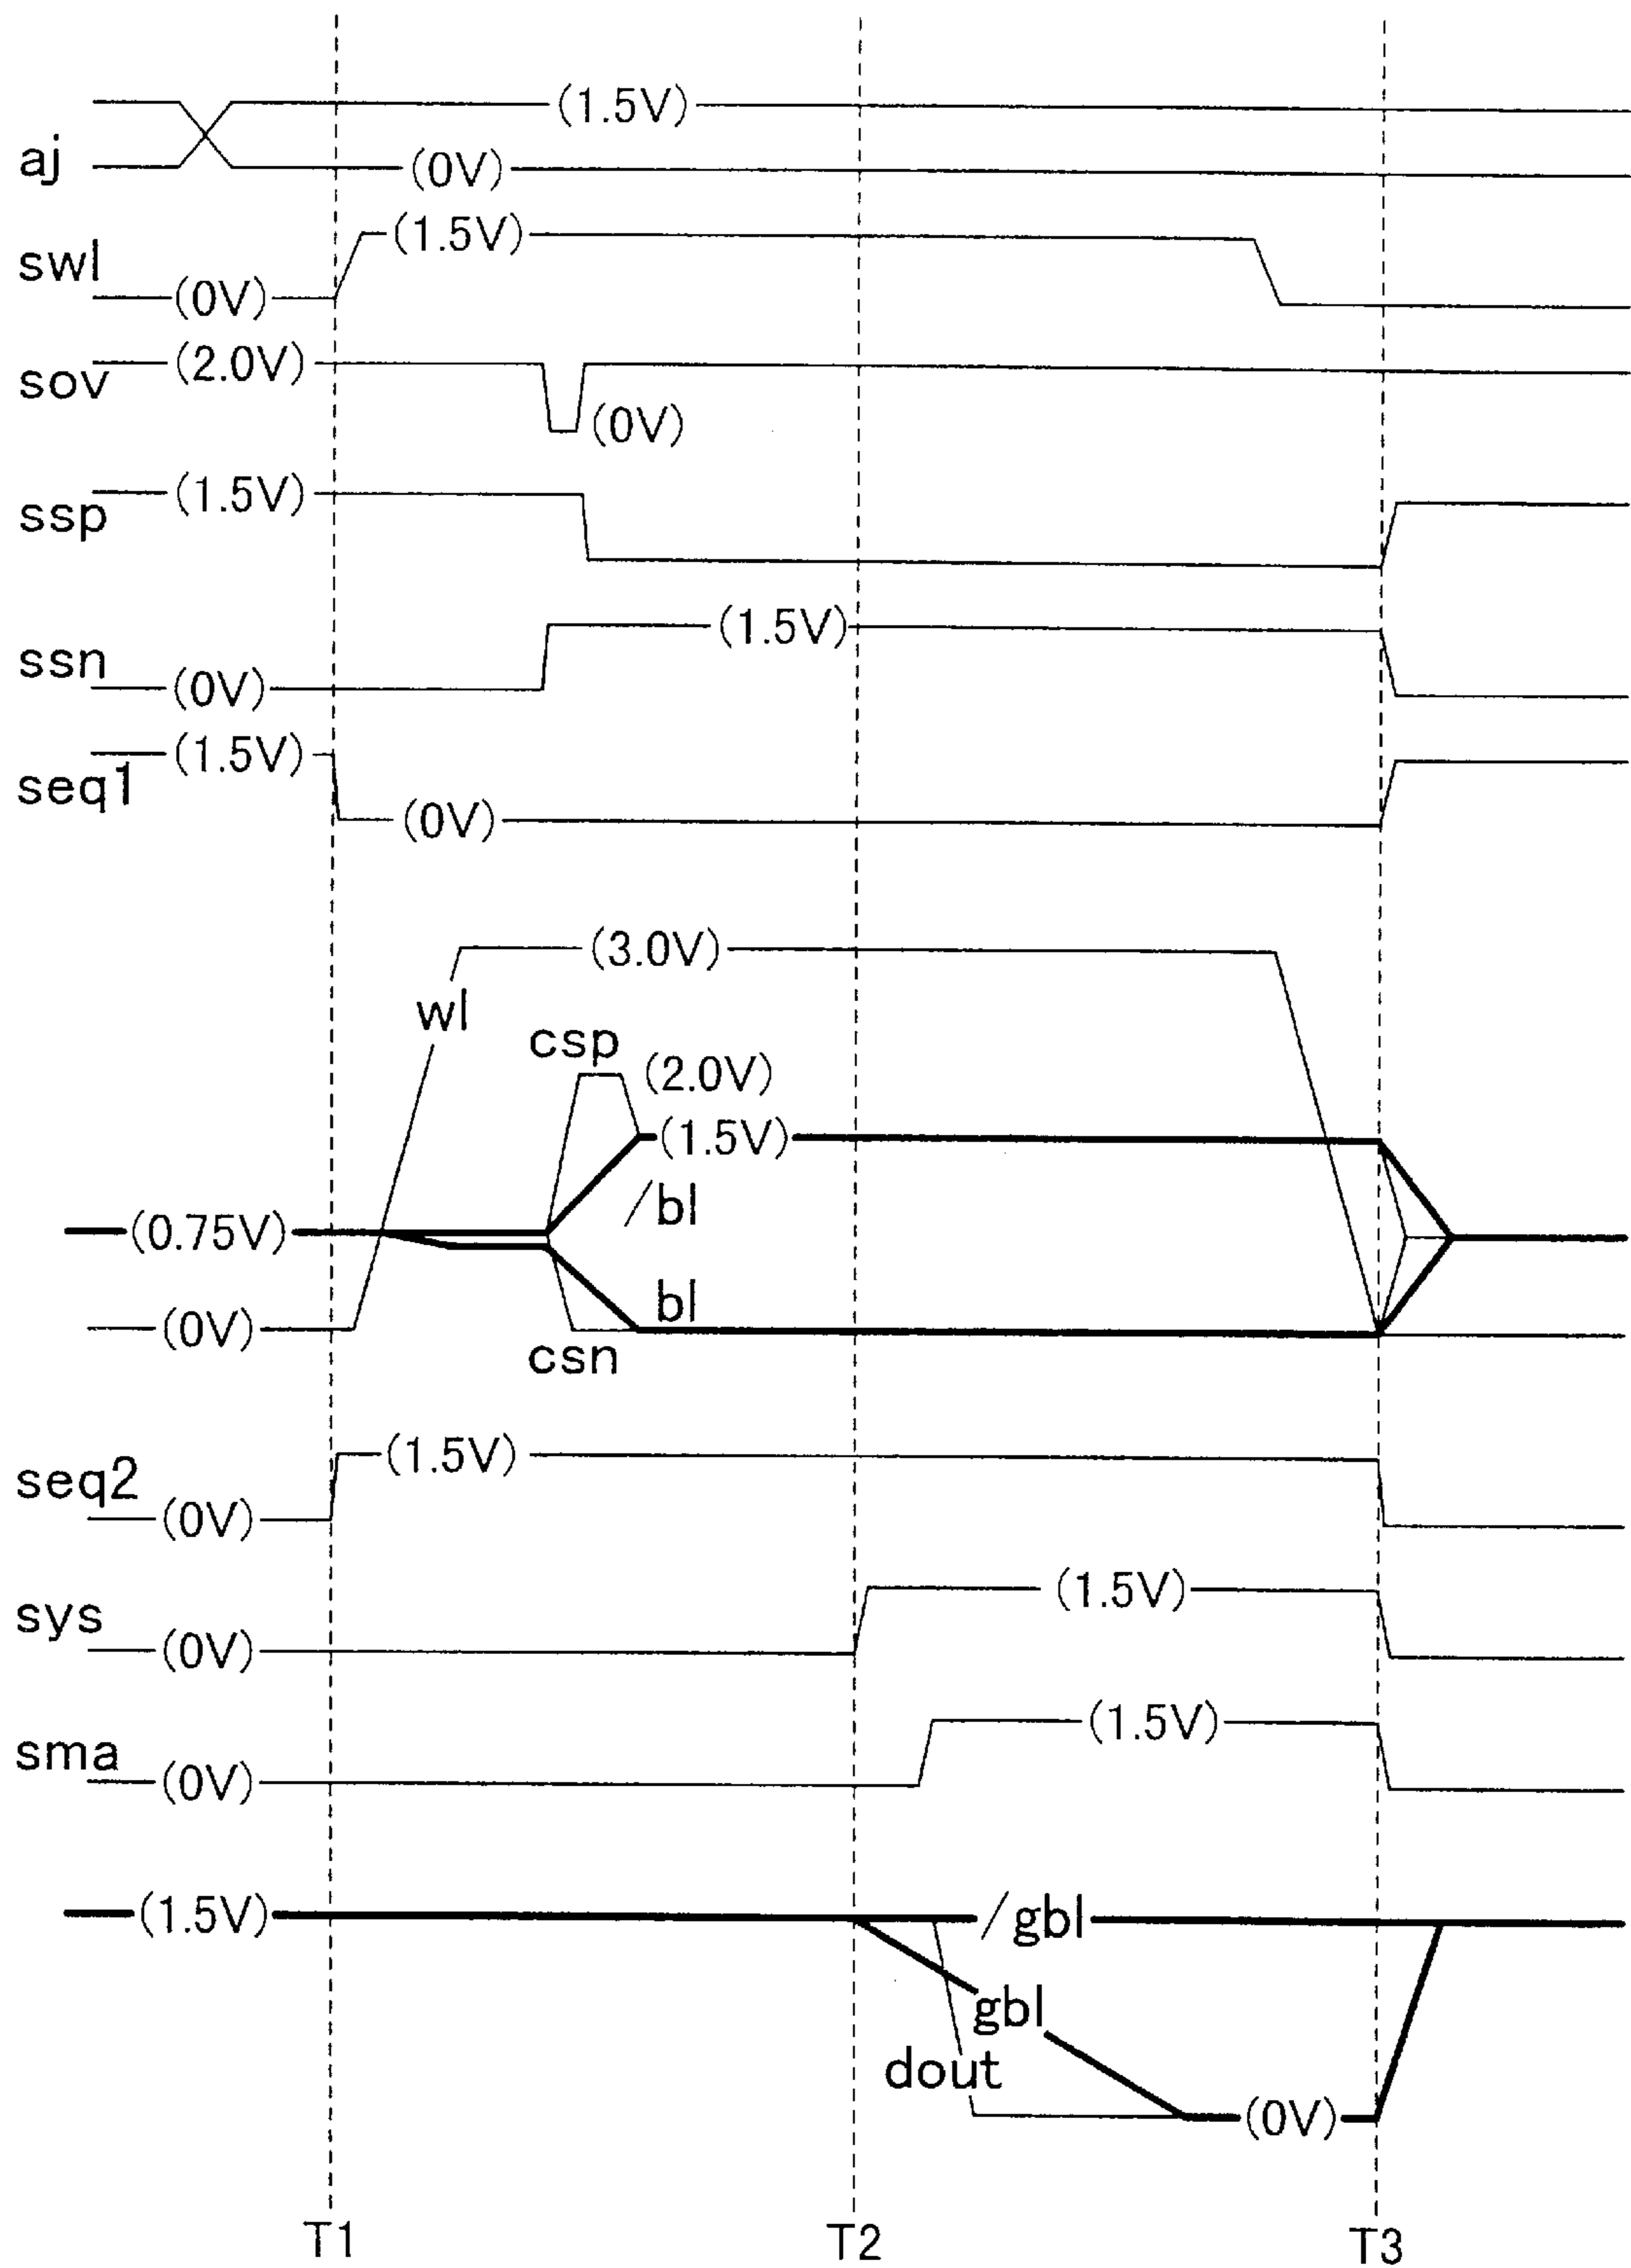 (1.5V)
aj
(0V)
(1.5V)
swl
(0V)
(2.0V)
sov
(0V)
(1.5V)
ssp
(1.5V)
ssn
(0V)
(1.5V)
seq1
(0V)
(3.0V)
wl
csp
(2.0V)
(1.5V)
/bl
(0.75V)
bl
(0V)
csn
(1.5V)
seq2
(0V)
(1.5V)
sys
(0V)
(1.5V)
sma
(0V)
(1.5V)
/gbl
gbl
dout
(0V)
T1 T2 T3